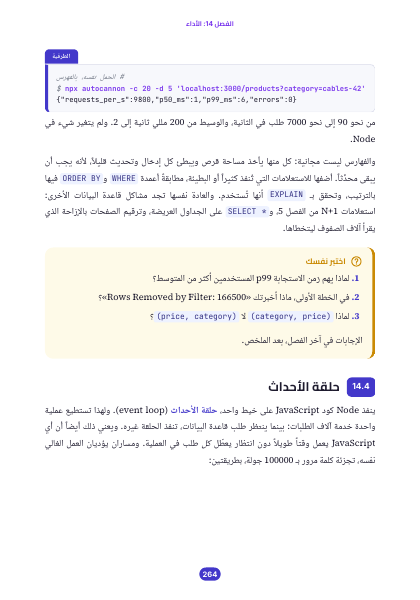 الفصل 14: الأداء
الطرفية
# الحمل نفسه، بالفهرس
$ npx autocannon -c 20 -d 5 'localhost:3000/products?category=cables-42'
{"requests_per_s":9800,"p50_ms":1,"p99_ms":6,"errors":0}
من نحو 90 إلى نحو 7000 طلب في الثانية، والوسيط من 200 مللي ثانية إلى 2. ولم يتغير شيء في
Node.
والفهارس ليست مجانية: كل منها يأخذ مساحة قرص ويبطئ كل إدخال وتحديث قليلاً، لأنه يجب أن
يبقى محدَّثاً. أضفها للاستعلامات التي تُنفذ كثيراً أو البطيئة، مطابقةً أعمدة WHERE و ORDER BY فيها
بالترتيب، وتحقق بـ EXPLAIN أنها تُستخدم. والعادة نفسها تجد مشاكل قاعدة البيانات الأخرى:
استعلامات N+1 من الفصل 5، و SELECT * على الجداول العريضة، وترقيم الصفحات بالإزاحة الذي
يقرأ آلاف الصفوف ليتخطاها.
اختبر نفسك
1. لماذا يهم زمن الاستجابة p99 المستخدمين أكثر من المتوسط؟
2. في الخطة الأولى، ماذا أخبرتك «Rows Removed by Filter: 166500»؟
3. لماذا (category, price) لا (price, category) ؟
الإجابات في آخر الفصل، بعد الملخص.
14.4 حلقة الأحداث
ينفذ Node كود JavaScript على خيط واحد، حلقة الأحداث (event loop). ولهذا تستطيع عملية
واحدة خدمة آلاف الطلبات: بينما ينتظر طلب قاعدة البيانات، تنفذ الحلقة غيره. ويعني ذلك أيضاً أن أي
JavaScript يعمل وقتاً طويلاً دون انتظار يعطّل كل طلب في العملية. ومساران يؤديان العمل الغالي
نفسه، تجزئة كلمة مرور بـ 100000 جولة، بطريقتين:
264